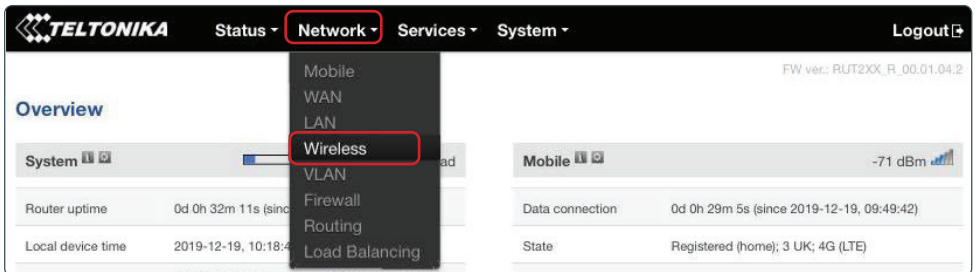 TELTONIKA Status Network Services System Logout
FW ver.: RUT2XX_R_00.01.04.2
Mobile
WAN
LAN
Wireless
VLAN
Firewall
Routing
Load Balancing
Overview
System ad
Router uptime 0d 0h 32m 11s (sinc
Local device time 2019-12-19, 10:18:4
Mobile -71 dBm
Data connection 0d 0h 29m 5s (since 2019-12-19, 09:49:42)
State Registered (home); 3 UK; 4G (LTE)